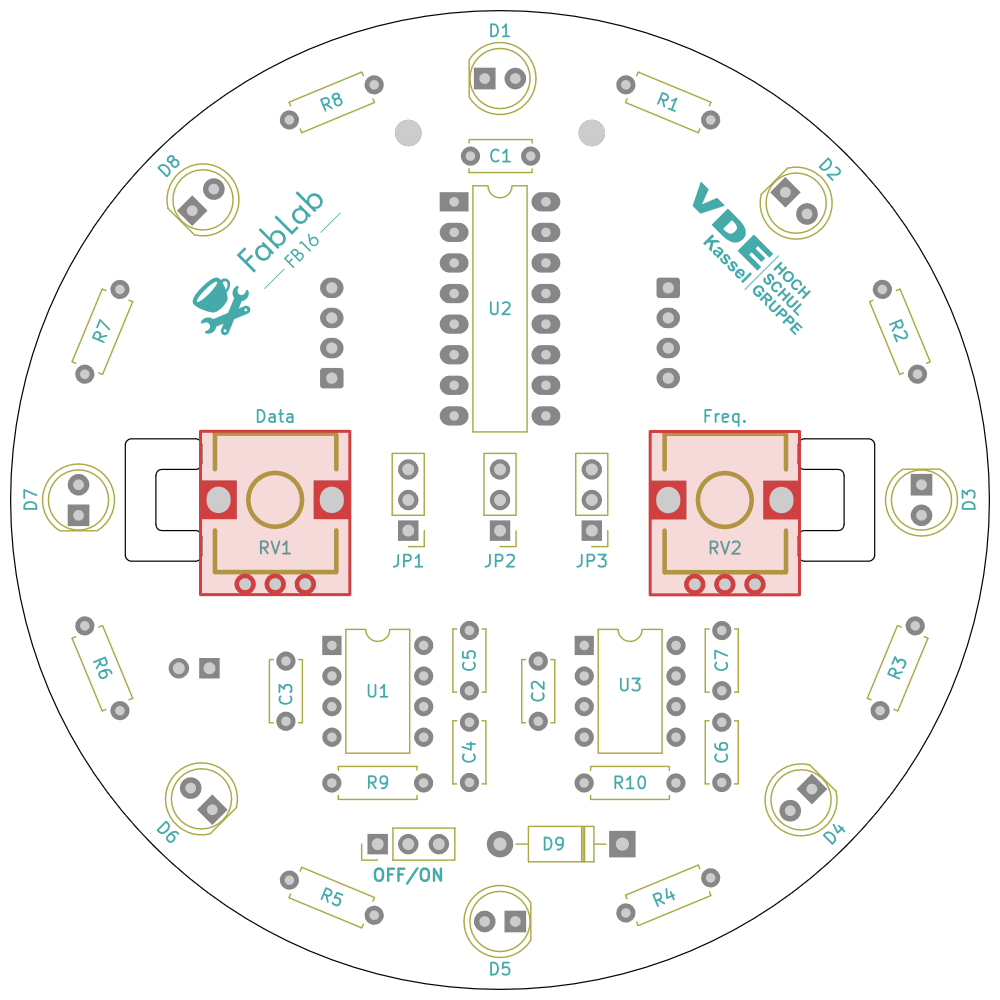 D1
R8
R1
C1
D8
D2
FabLab
FB16
VDE
Kassel
HOCH
SCHUL
GRUPPE
U2
R7
R2
Data
Freq.
D7
D3
RV1
RV2
JP1
JP2
JP3
R6
C3
U1
C5
C2
U3
C7
R3
C4
C6
R9
R10
D6
D4
D9
OFF/ON
R5
R4
D5